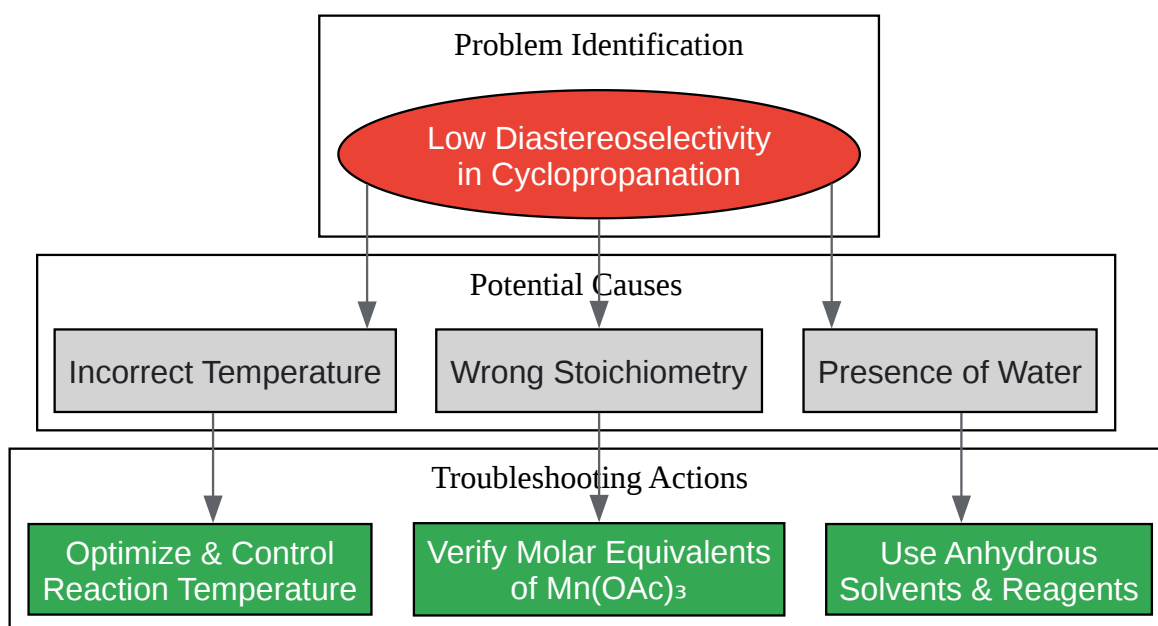 Problem Identification
Low Diastereoselectivity
in Cyclopropanation
Potential Causes
Incorrect Temperature
Wrong Stoichiometry
Presence of Water
Troubleshooting Actions
Optimize & Control
Reaction Temperature
Verify Molar Equivalents
of Mn(OAc)₃
Use Anhydrous
Solvents & Reagents